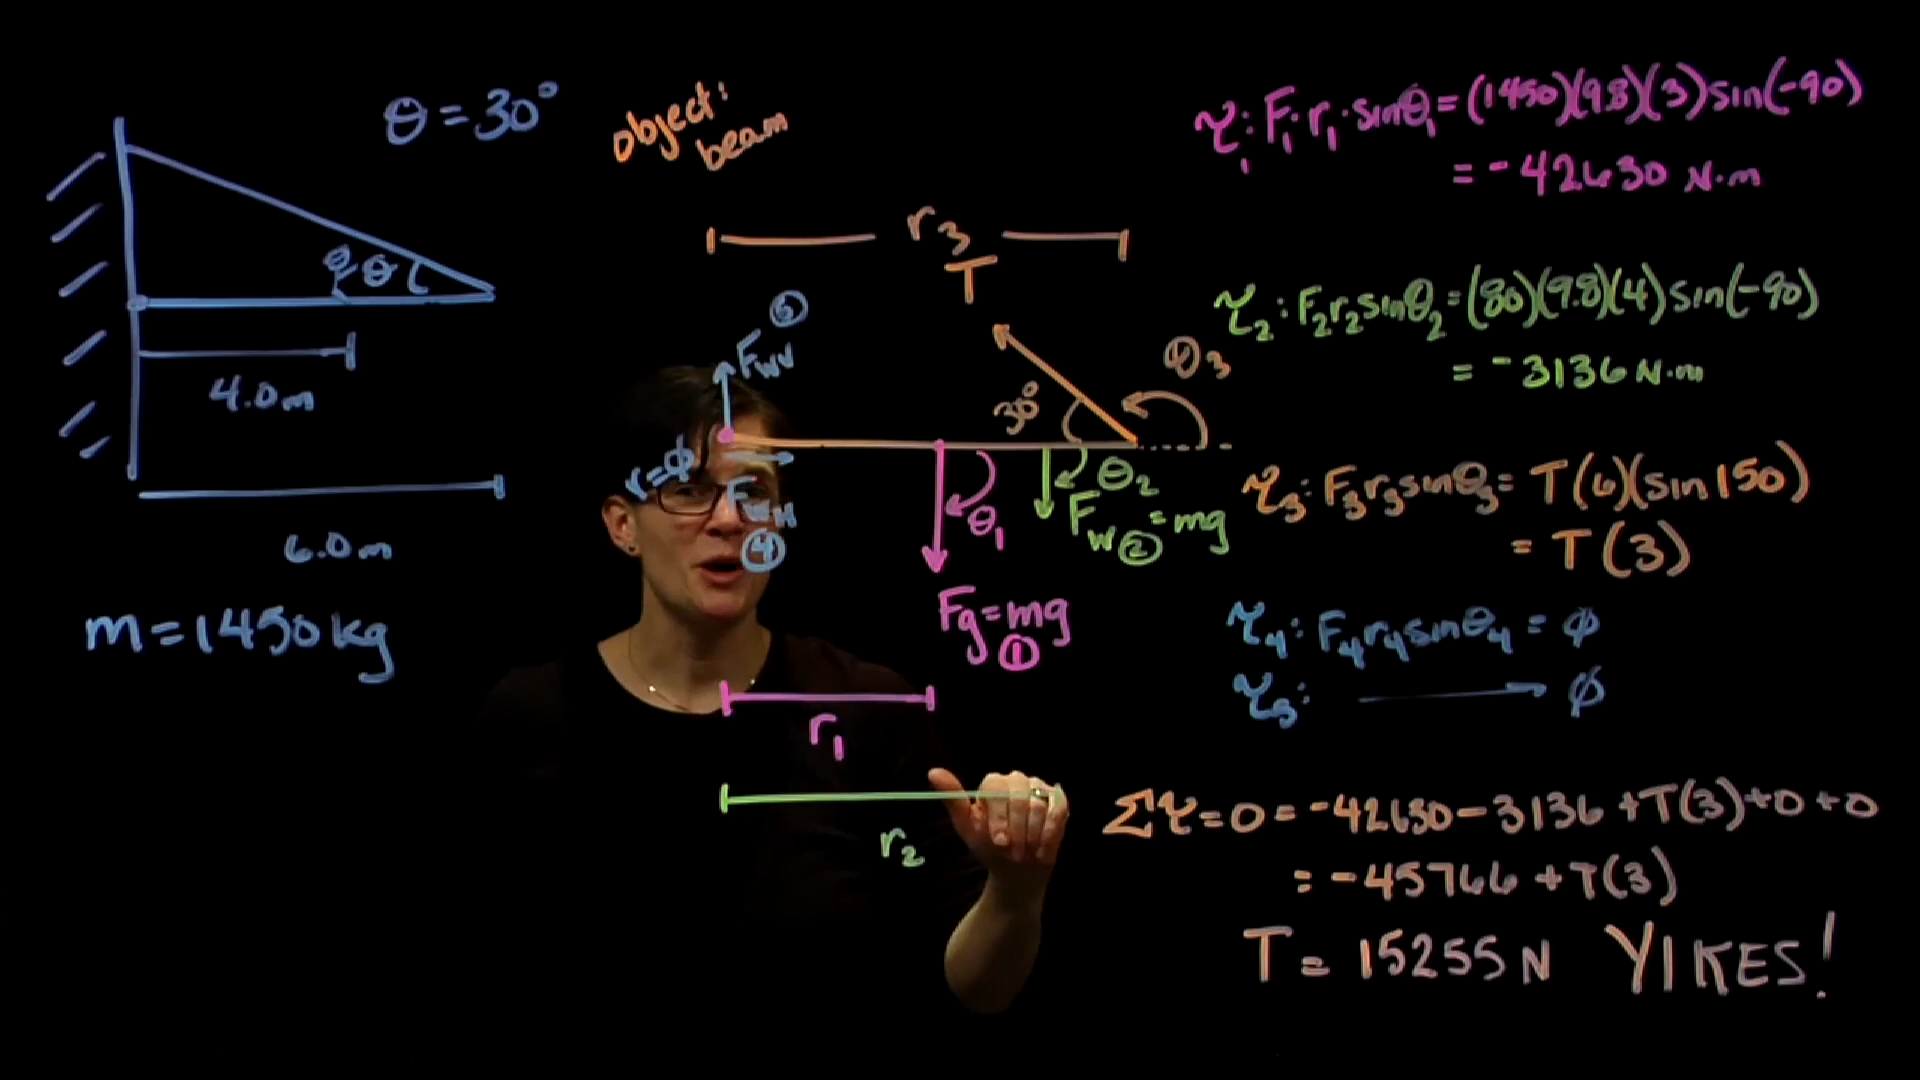 θ = 30°
θ
4.0m
6.0m
m = 1450 kg
object:
beam
r3
T
⑤
FWV
30°
θ3
r=ϕ
FWH
④
θ1
θ2
FW② = mg
Fg = mg
①
r1
r2
τ1: F1·r1·sinθ1 = (1450)(9.8)(3)sin(-90)
= -42630 N·m
τ2: F2r2sinθ2 = (80)(9.8)(4)sin(-90)
= -3136 N·m
τ3: F3r3sinθ3 = T(6)(sin150)
= T(3)
τ4: F4r4sinθ4 = ϕ
τ5: → ϕ
Στ = 0 = -42630 - 3136 + T(3) + 0 + 0
= -45766 + T(3)
T = 15255 N YIKES!